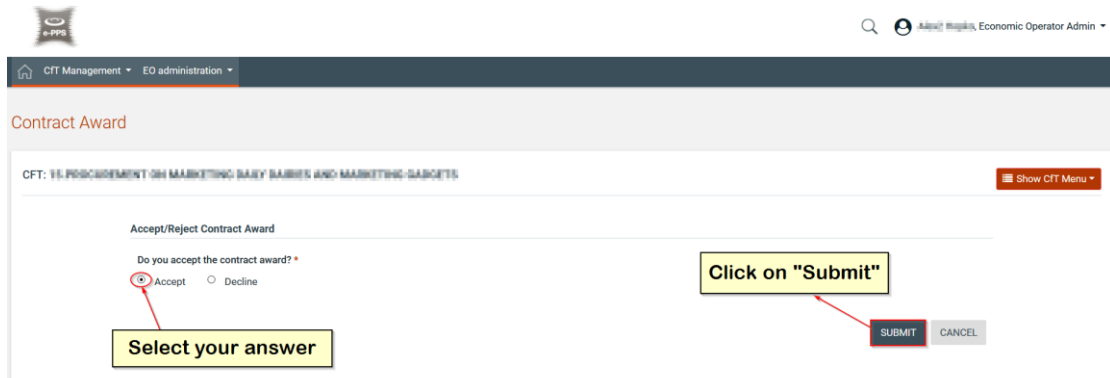 e-PPS
, Economic Operator Admin
CfT Management EO administration
Contract Award
CFT:
Show CfT Menu
Accept/Reject Contract Award
Do you accept the contract award? *
Accept Decline
Click on "Submit"
SUBMIT CANCEL
Select your answer